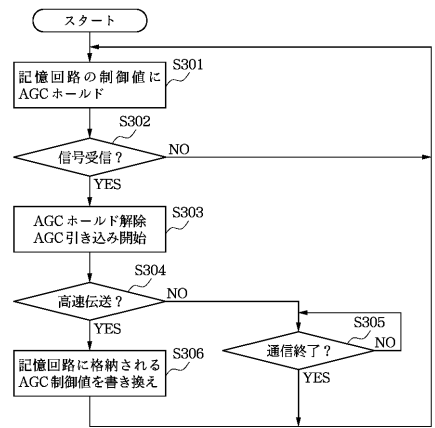 スタート
記憶回路の制御値に
AGCホールド
S301
信号受信？
S302
NO
YES
AGCホールド解除
AGC引き込み開始
S303
高速伝送？
S304
NO
YES
通信終了？
S305
NO
YES
記憶回路に格納される
AGC制御値を書き換え
S306